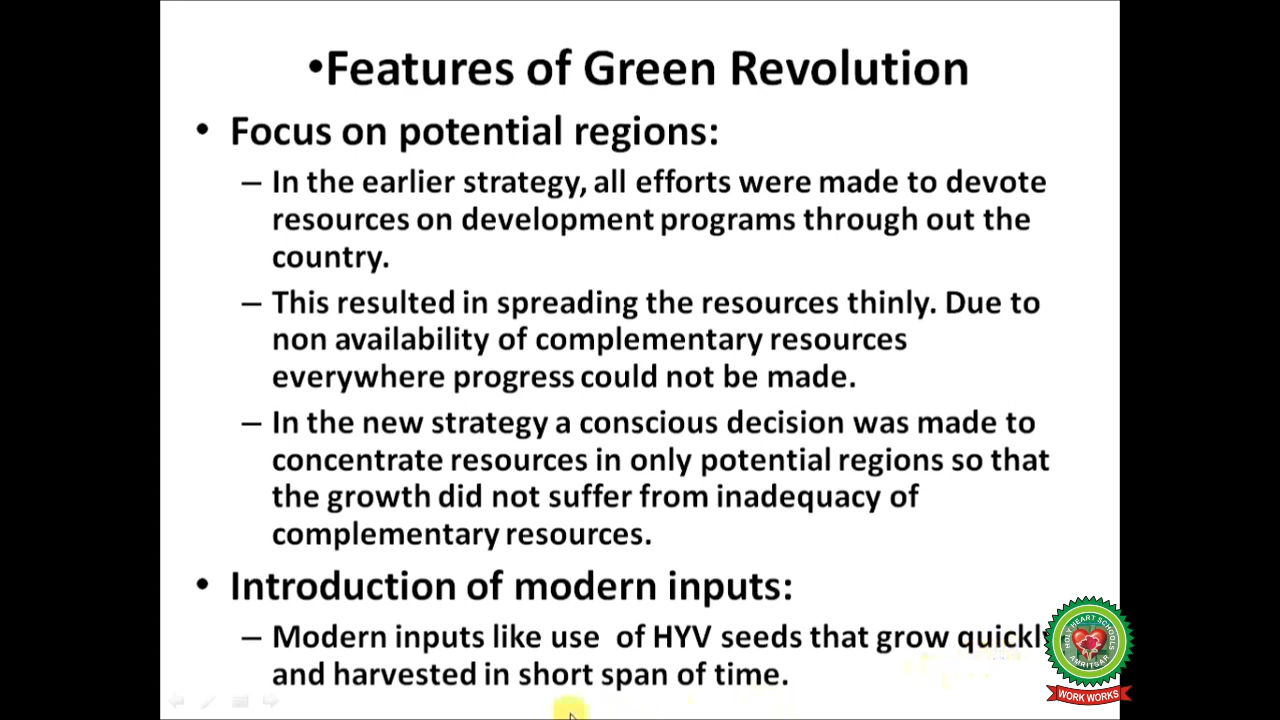 •Features of Green Revolution
• Focus on potential regions:
– In the earlier strategy, all efforts were made to devote
resources on development programs through out the
country.
– This resulted in spreading the resources thinly. Due to
non availability of complementary resources
everywhere progress could not be made.
– In the new strategy a conscious decision was made to
concentrate resources in only potential regions so that
the growth did not suffer from inadequacy of
complementary resources.
• Introduction of modern inputs:
– Modern inputs like use of HYV seeds that grow quickl
and harvested in short span of time.
HOLY HEART SCHOOLS
AMRITSAR
WORK WORKS